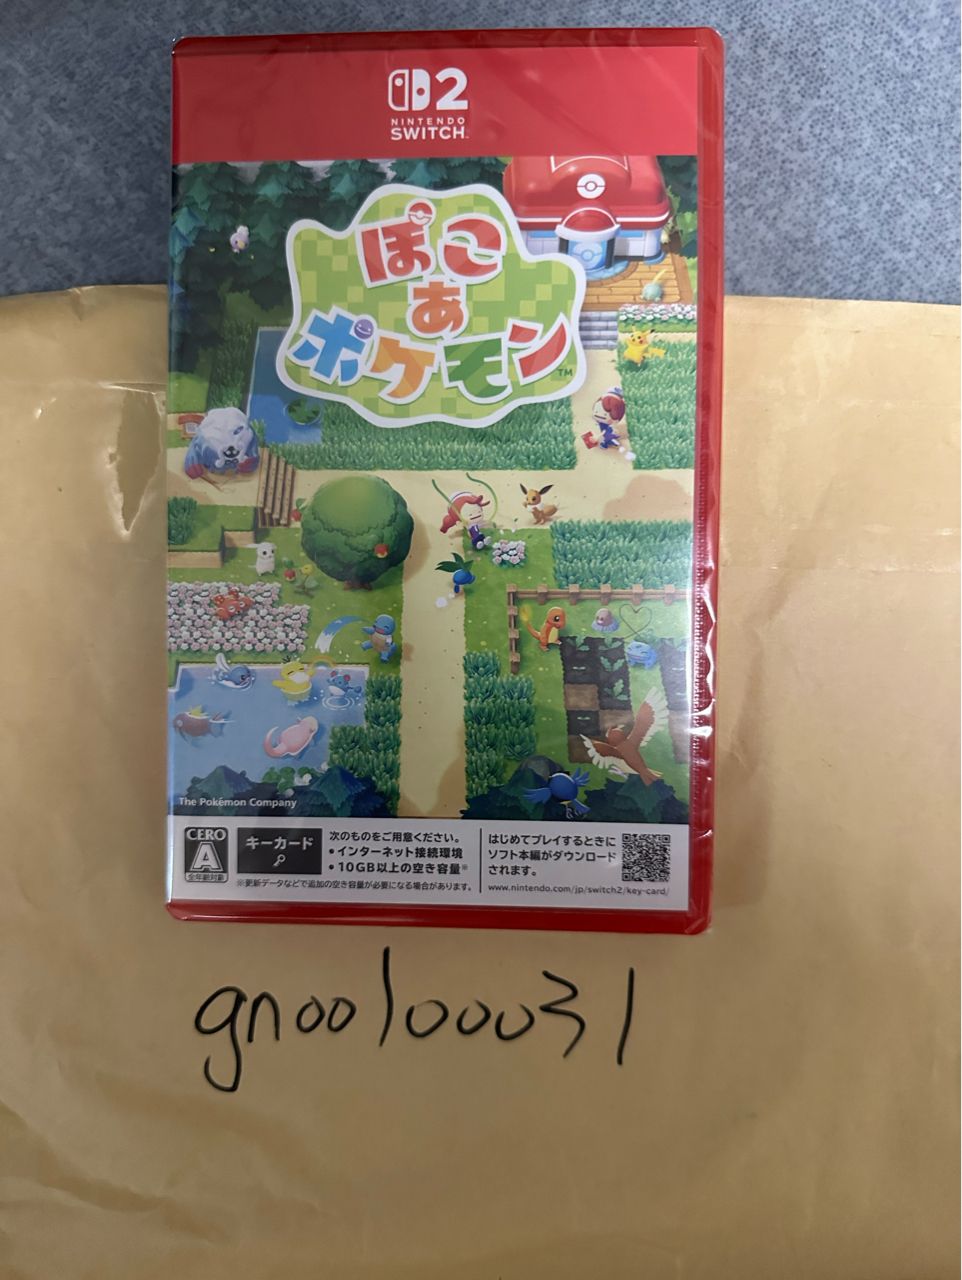 2
NINTENDO
SWITCH
ぽこ
あ
ポケモン™
The Pokémon Company
CERO
A
全年齢対象
キーカード
次のものをご用意ください。
・インターネット接続環境
・10GB以上の空き容量※
※更新データなどで追加の空き容量が必要になる場合があります。
はじめてプレイするときに
ソフト本編がダウンロード
されます。
www.nintendo.com/jp/switch2/key-card/
gnoo100031